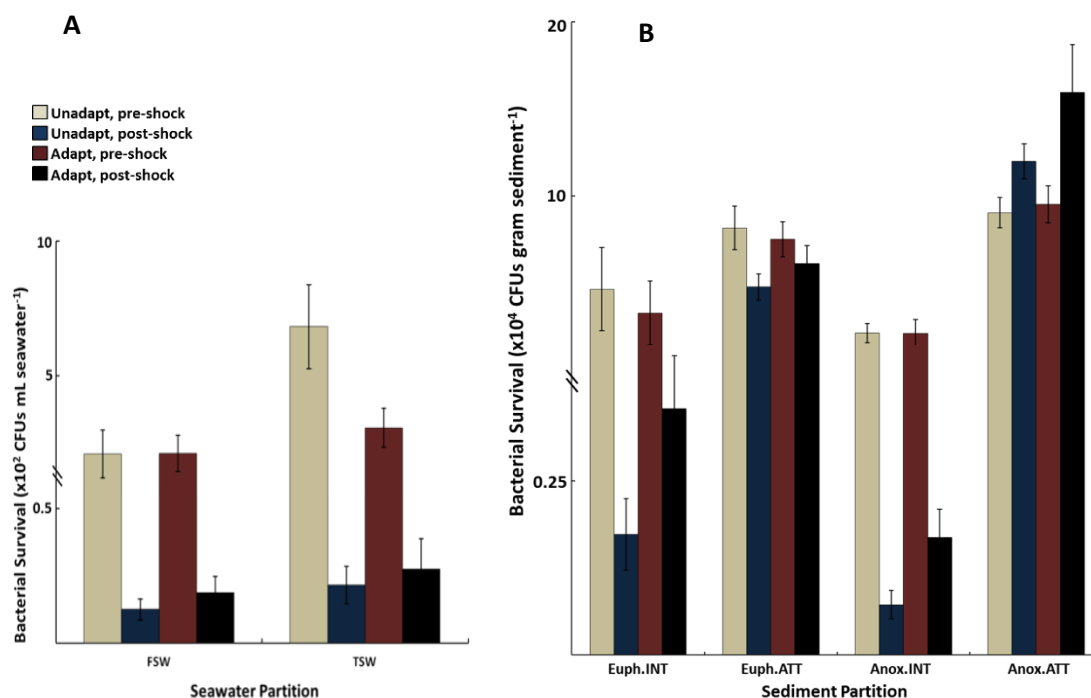 A
Unadapt, pre-shock
Unadapt, post-shock
Adapt, pre-shock
Adapt, post-shock
Bacterial Survival (x10² CFUs mL seawater⁻¹)
10
5
0.5
FSW TSW
Seawater Partition
B
Bacterial Survival (x10⁴ CFUs gram sediment⁻¹)
20
10
0.25
Euph.INT Euph.ATT Anox.INT Anox.ATT
Sediment Partition